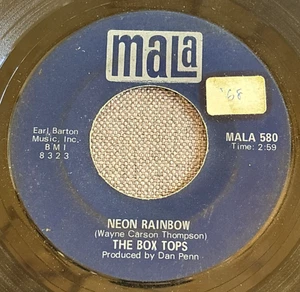 mala
'68
Earl Barton
Music, Inc.
BMI
8323
MALA 580
Time: 2:59
NEON RAINBOW
(Wayne Carson Thompson)
THE BOX TOPS
Produced by Dan Penn